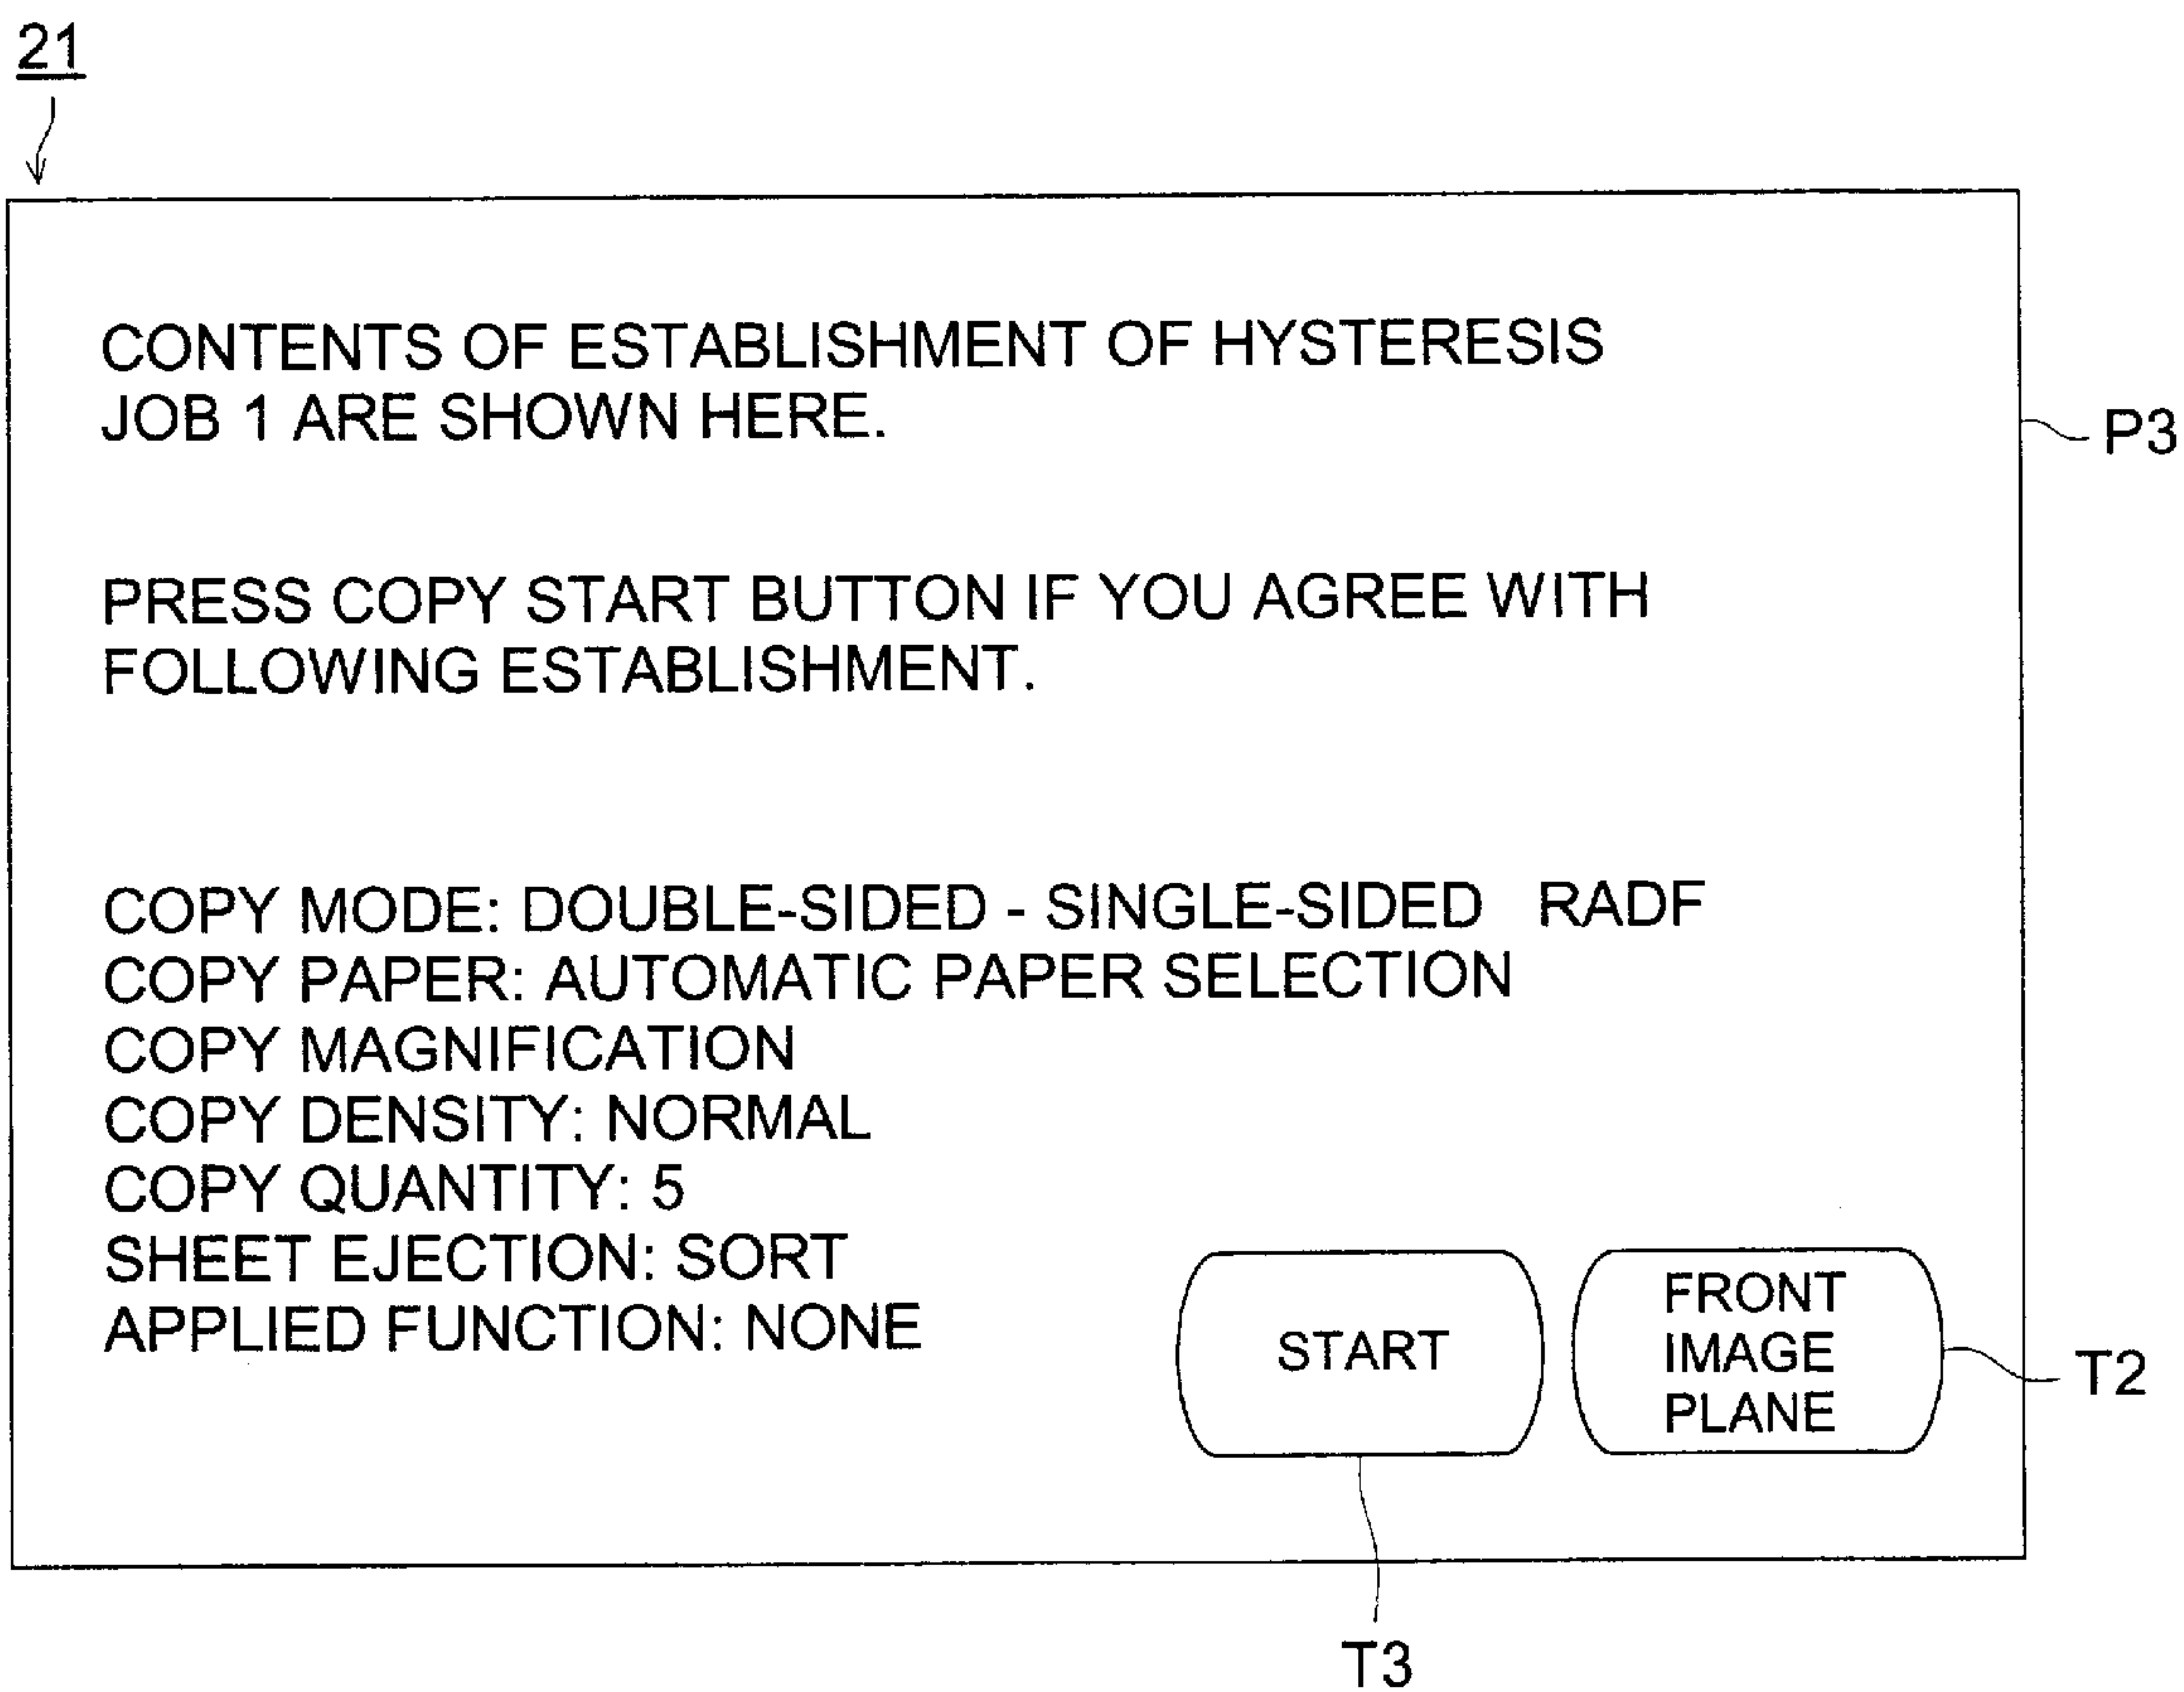 21
CONTENTS OF ESTABLISHMENT OF HYSTERESIS
JOB 1 ARE SHOWN HERE.
P3
PRESS COPY START BUTTON IF YOU AGREE WITH
FOLLOWING ESTABLISHMENT.
COPY MODE: DOUBLE-SIDED - SINGLE-SIDED RADF
COPY PAPER: AUTOMATIC PAPER SELECTION
COPY MAGNIFICATION
COPY DENSITY: NORMAL
COPY QUANTITY: 5
SHEET EJECTION: SORT
APPLIED FUNCTION: NONE
START
FRONT
IMAGE
PLANE
T2
T3